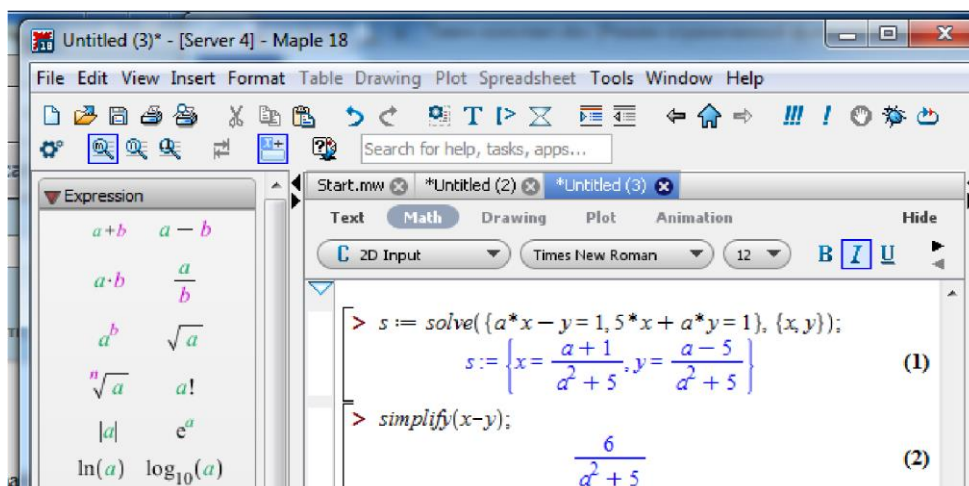 Untitled (3)* - [Server 4] - Maple 18
File Edit View Insert Format Table Drawing Plot Spreadsheet Tools Window Help
Search for help, tasks, apps...
Start.mw *Untitled (2) *Untitled (3)
Text Math Drawing Plot Animation Hide
C 2D Input Times New Roman 12 B I U
Expression
a+b a − b
a·b a/b
a^b √a
ⁿ√a a!
|a| e^a
ln(a) log₁₀(a)
> s := solve({a*x − y = 1, 5*x + a*y = 1}, {x, y});
s := {x = (a + 1)/(a² + 5), y = (a − 5)/(a² + 5)} (1)
> simplify(x−y);
6/(a² + 5) (2)